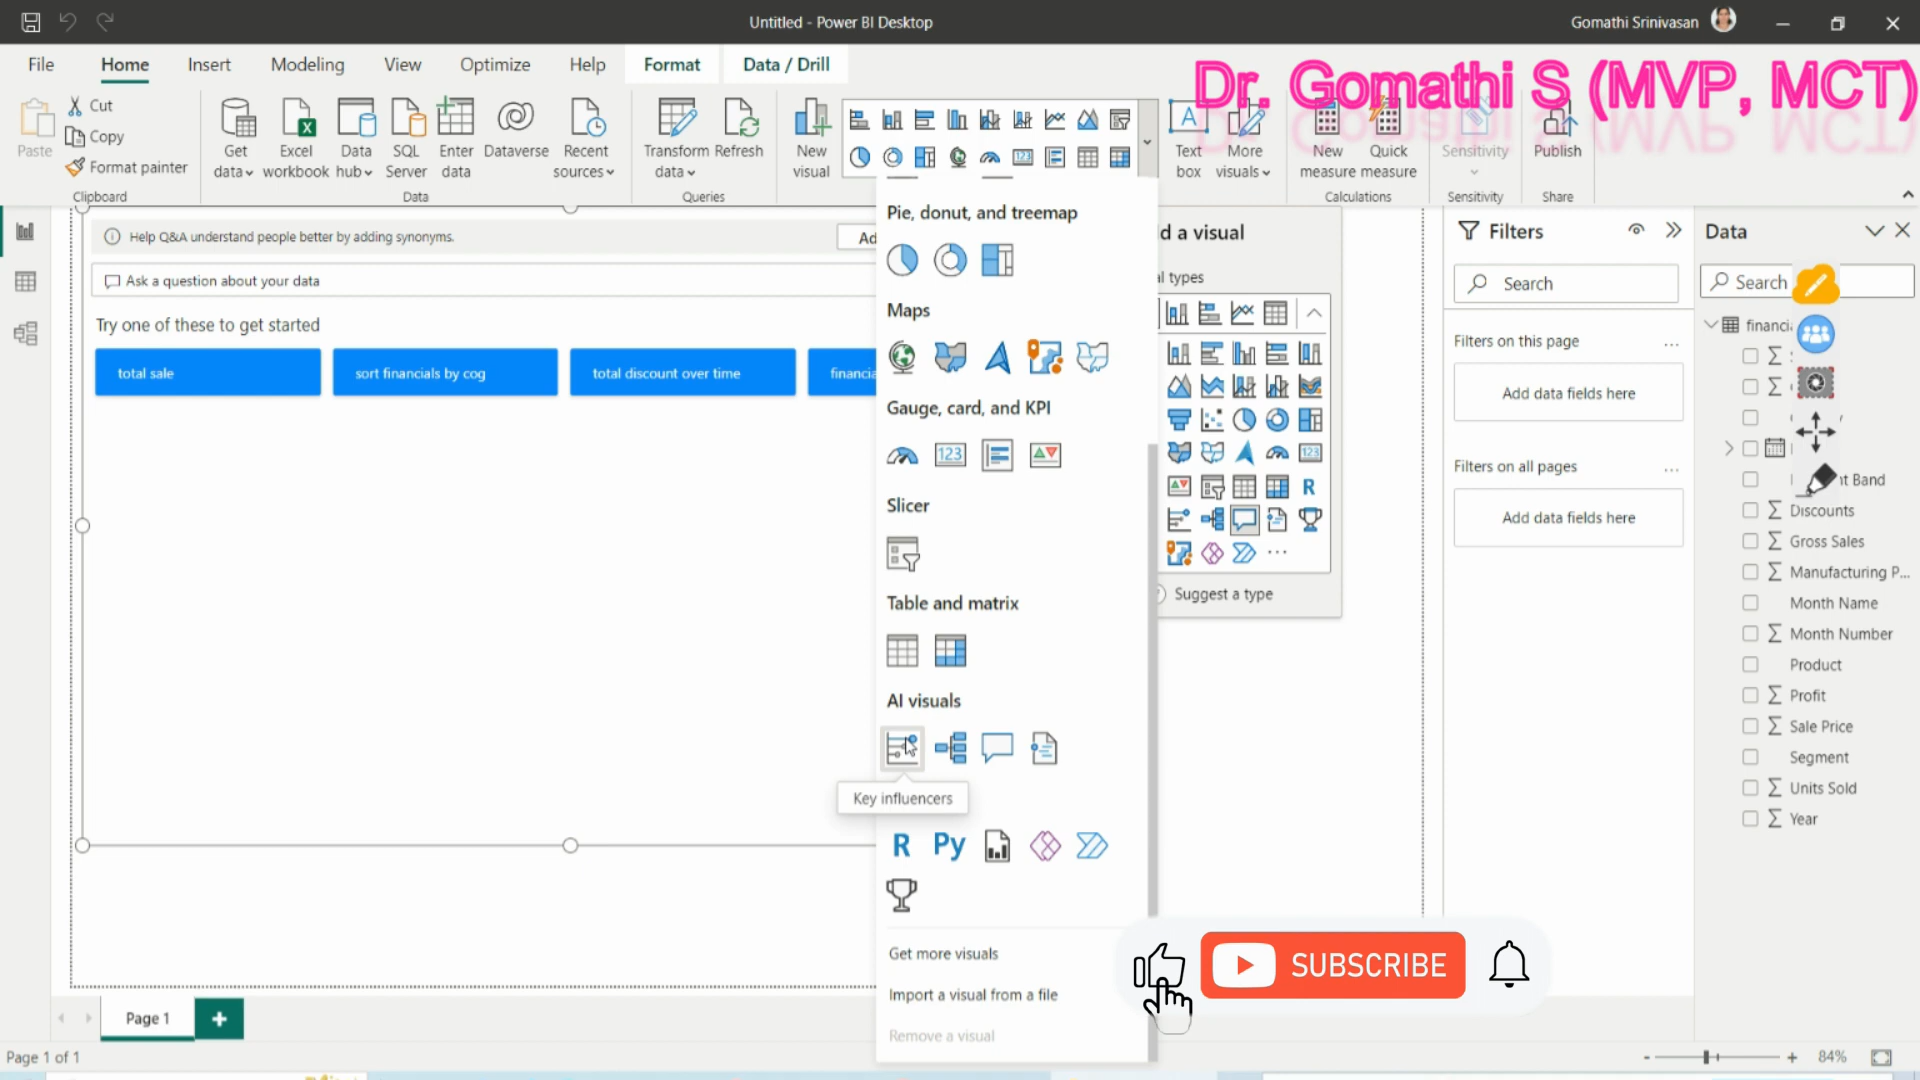 Untitled - Power BI Desktop
Gomathi Srinivasan
File
Home
Insert
Modeling
View
Optimize
Help
Format
Data / Drill
Dr. Gomathi S (MVP, MCT)
Paste
Cut
Copy
Format painter
Clipboard
Get data
Excel workbook
Data hub
SQL Server
Enter data
Dataverse
Recent sources
Data
Transform data
Refresh
Queries
New visual
Text box
More visuals
New measure
Quick measure
Calculations
Sensitivity
Sensitivity
Publish
Share
Help Q&A understand people better by adding synonyms.
Ad
Ask a question about your data
Try one of these to get started
total sale
sort financials by cog
total discount over time
financia
Pie, donut, and treemap
Maps
Gauge, card, and KPI
123
Slicer
Table and matrix
AI visuals
Key influencers
R
Py
Get more visuals
Import a visual from a file
Remove a visual
d a visual
l types
123
R
Suggest a type
Filters
Search
Filters on this page
Add data fields here
Filters on all pages
Add data fields here
Data
Search
financi
t Band
Discounts
Gross Sales
Manufacturing P...
Month Name
Month Number
Product
Profit
Sale Price
Segment
Units Sold
Year
SUBSCRIBE
Page 1
Page 1 of 1
84%